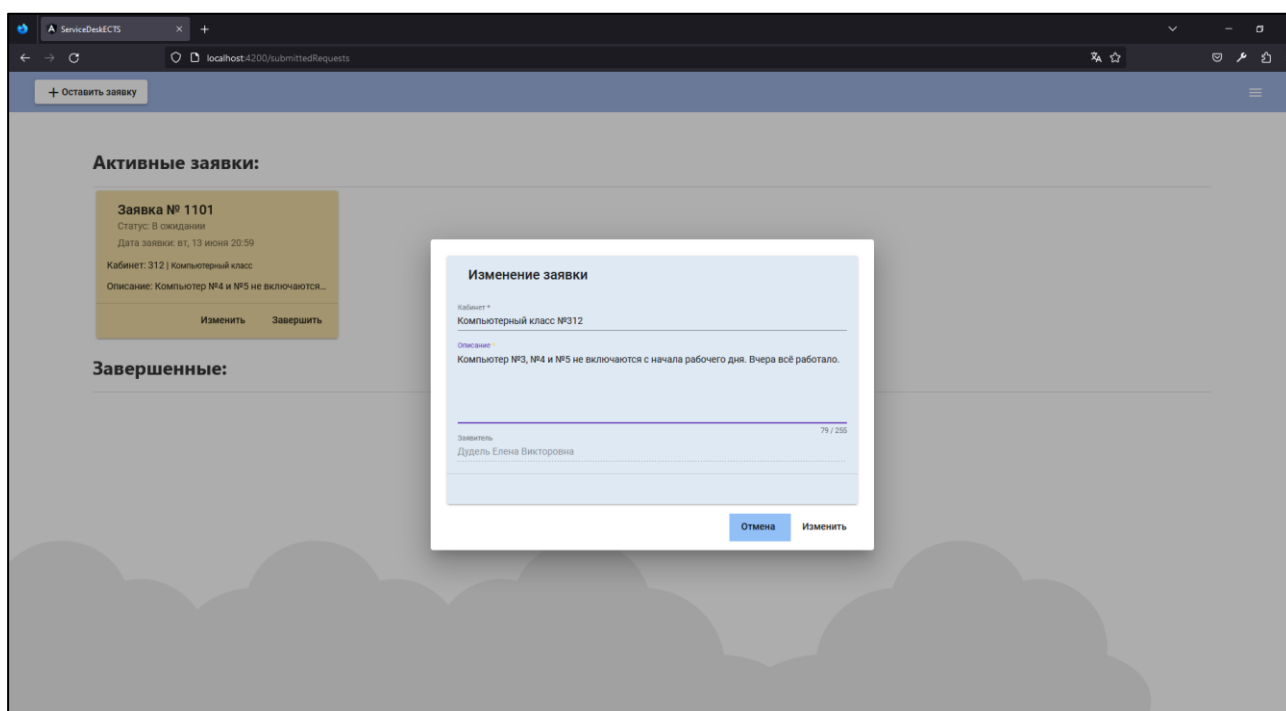 ServiceDeskECTS
localhost:4200/submittedRequests
Оставить заявку
Активные заявки:
Заявка № 1101
Статус: В ожидании
Дата заявки: вт, 13 июня 20:59
Кабинет: 312 | Компьютерный класс
Описание: Компьютер №4 и №5 не включаются...
Изменить Завершить
Завершенные:
Изменение заявки
Кабинет *
Компьютерный класс №312
Описание *
Компьютер №3, №4 и №5 не включаются с начала рабочего дня. Вчера всё работало.
79 / 255
Заявитель
Дудель Елена Викторовна
Отмена Изменить